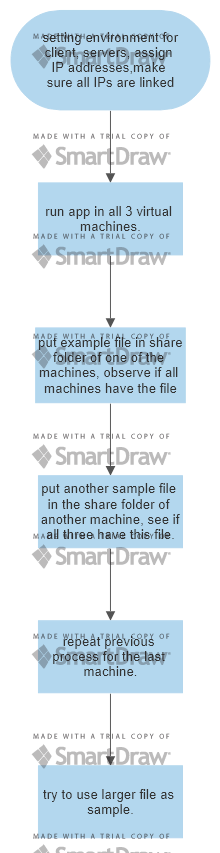 setting environment for
client, servers, assign
IP addresses,make
sure all IPs are linked
MADE WITH A TRIAL COPY OF
SmartDraw
run app in all 3 virtual
machines.
MADE WITH A TRIAL COPY OF
SmartDraw
put example file in share
folder of one of the
machines, observe if all
machines have the file
MADE WITH A TRIAL COPY OF
SmartDraw
put another sample file
in the share folder of
another machine, see if
all three have this file.
MADE WITH A TRIAL COPY OF
SmartDraw
repeat previous
process for the last
machine.
MADE WITH A TRIAL COPY OF
SmartDraw
try to use larger file as
sample.
MADE WITH A TRIAL COPY OF